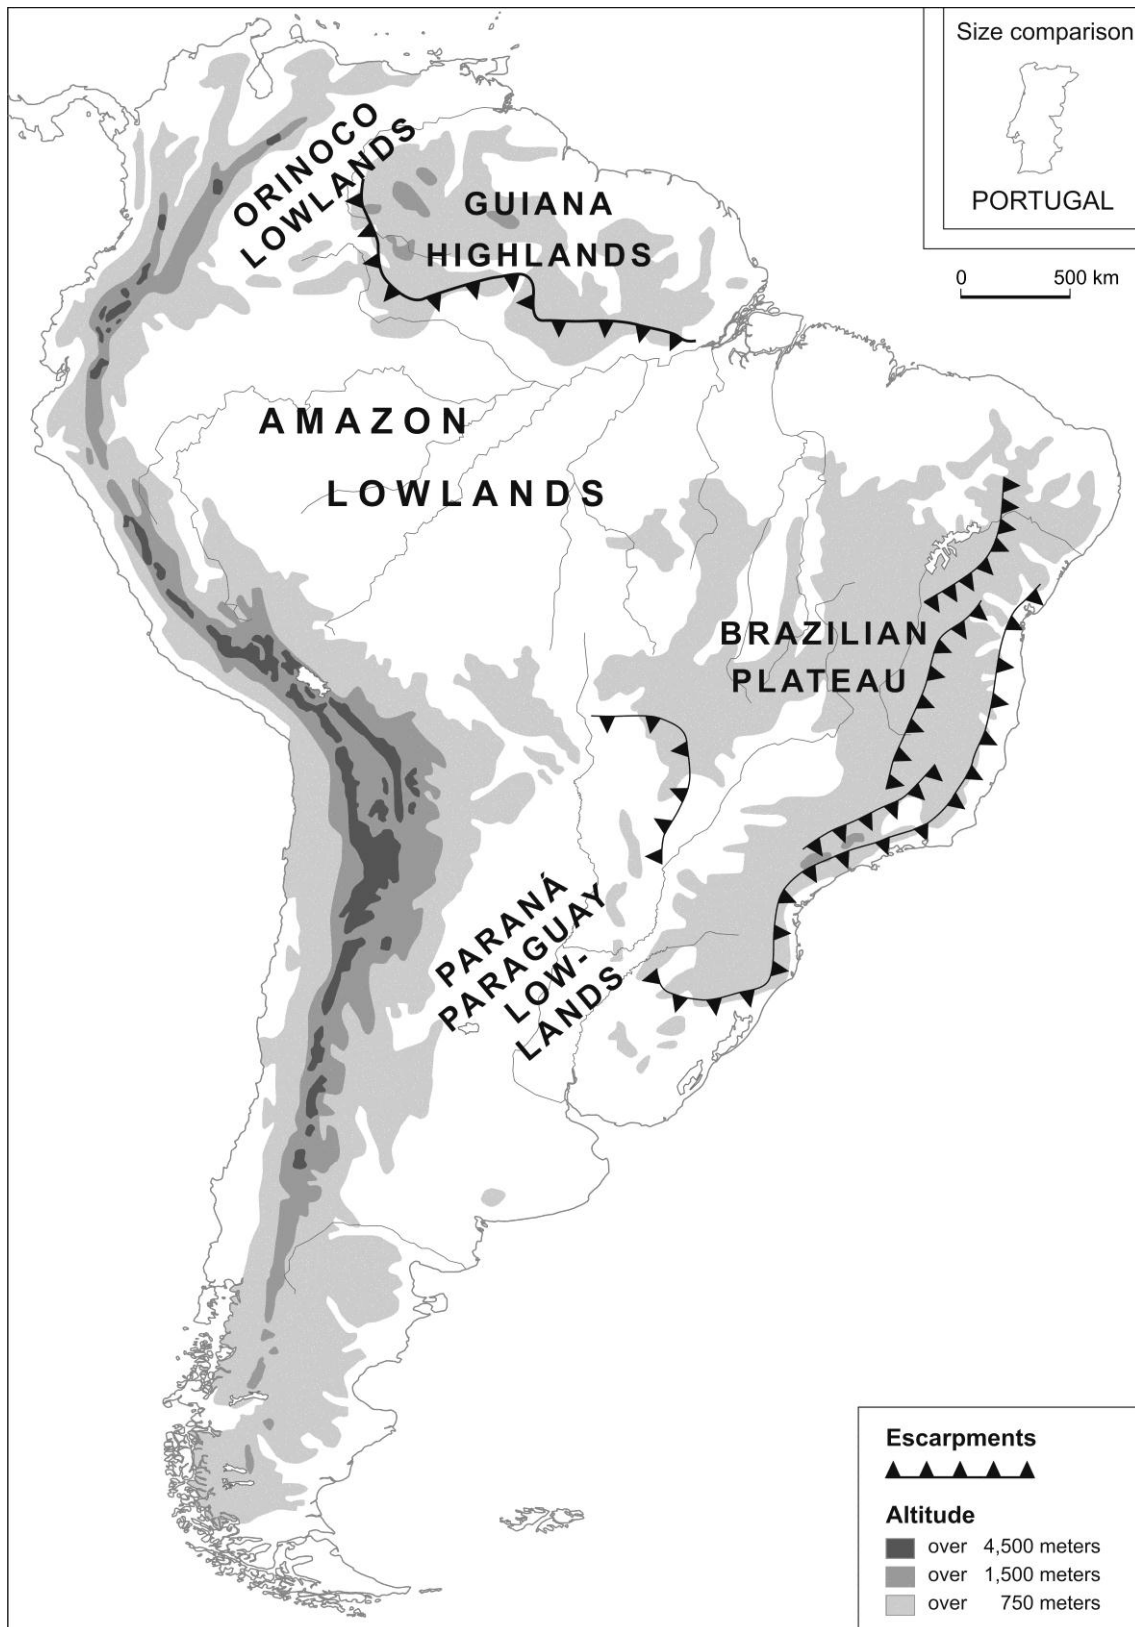 Size comparison
PORTUGAL
0 500 km
ORINOCO
LOWLANDS
GUIANA
HIGHLANDS
AMAZON
LOWLANDS
BRAZILIAN
PLATEAU
PARANÁ
PARAGUAY
LOW-
LANDS
Escarpments
Altitude
over 4,500 meters
over 1,500 meters
over 750 meters